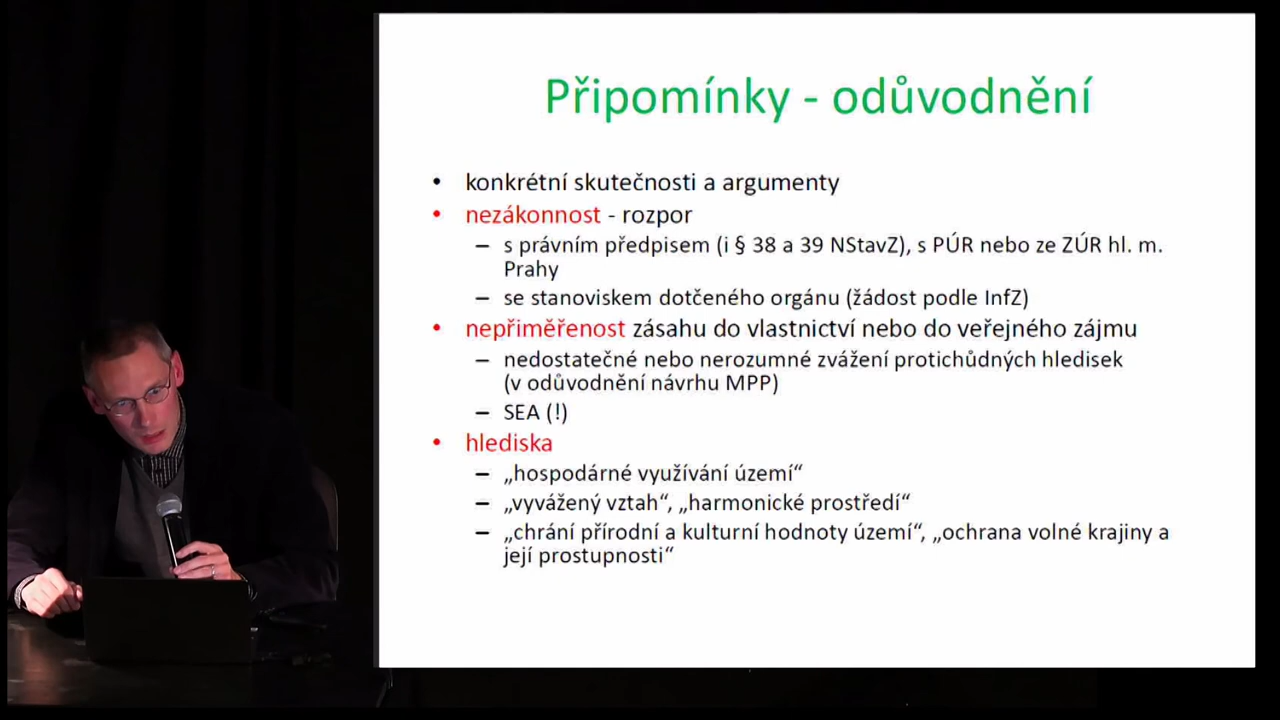 Připomínky - odůvodnění
• konkrétní skutečnosti a argumenty
• nezákonnost - rozpor
– s právním předpisem (i § 38 a 39 NStavZ), s PÚR nebo ze ZÚR hl. m.
Prahy
– se stanoviskem dotčeného orgánu (žádost podle InfZ)
• nepřiměřenost zásahu do vlastnictví nebo do veřejného zájmu
– nedostatečné nebo nerozumné zvážení protichůdných hledisek
(v odůvodnění návrhu MPP)
– SEA (!)
• hlediska
– „hospodárné využívání území“
– „vyvážený vztah“, „harmonické prostředí“
– „chrání přírodní a kulturní hodnoty území“, „ochrana volné krajiny a
její prostupnosti“